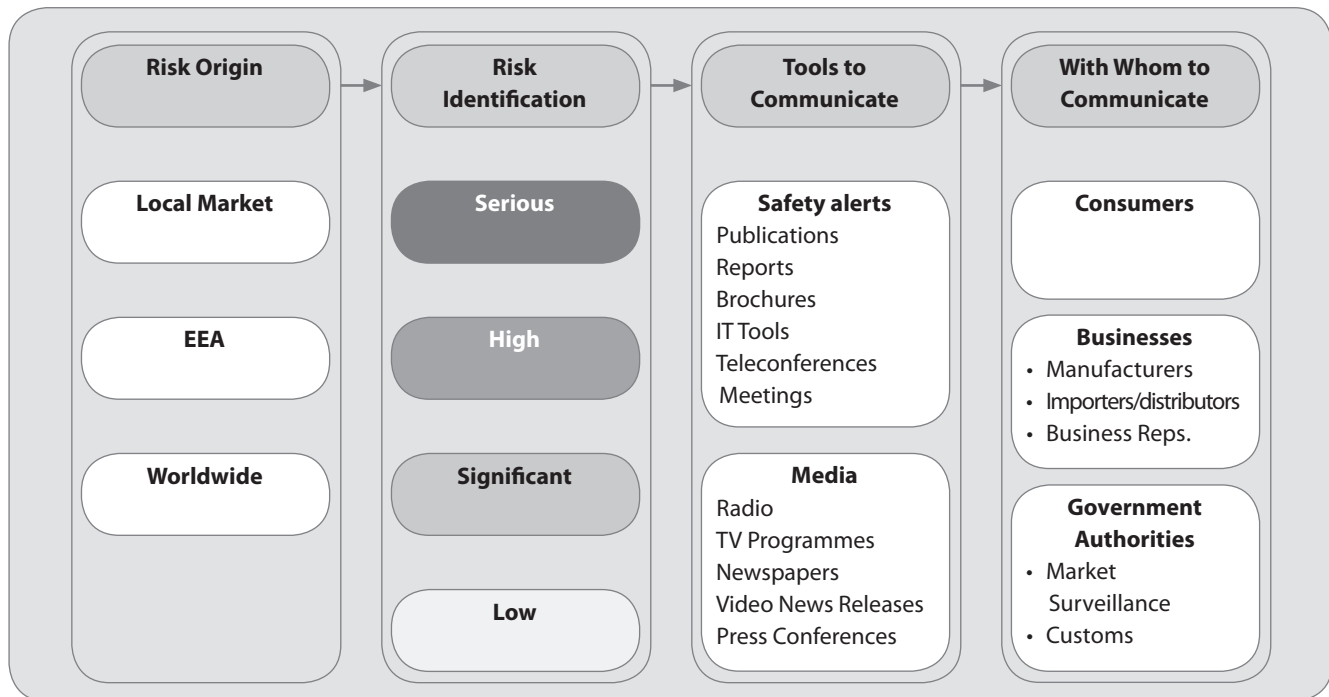 Risk Origin
Local Market
EEA
Worldwide
Risk
Identification
Serious
High
Significant
Low
Tools to
Communicate
Safety alerts
Publications
Reports
Brochures
IT Tools
Teleconferences
Meetings
Media
Radio
TV Programmes
Newspapers
Video News Releases
Press Conferences
With Whom to
Communicate
Consumers
Businesses
• Manufacturers
• Importers/distributors
• Business Reps.
Government
Authorities
• Market
Surveillance
• Customs